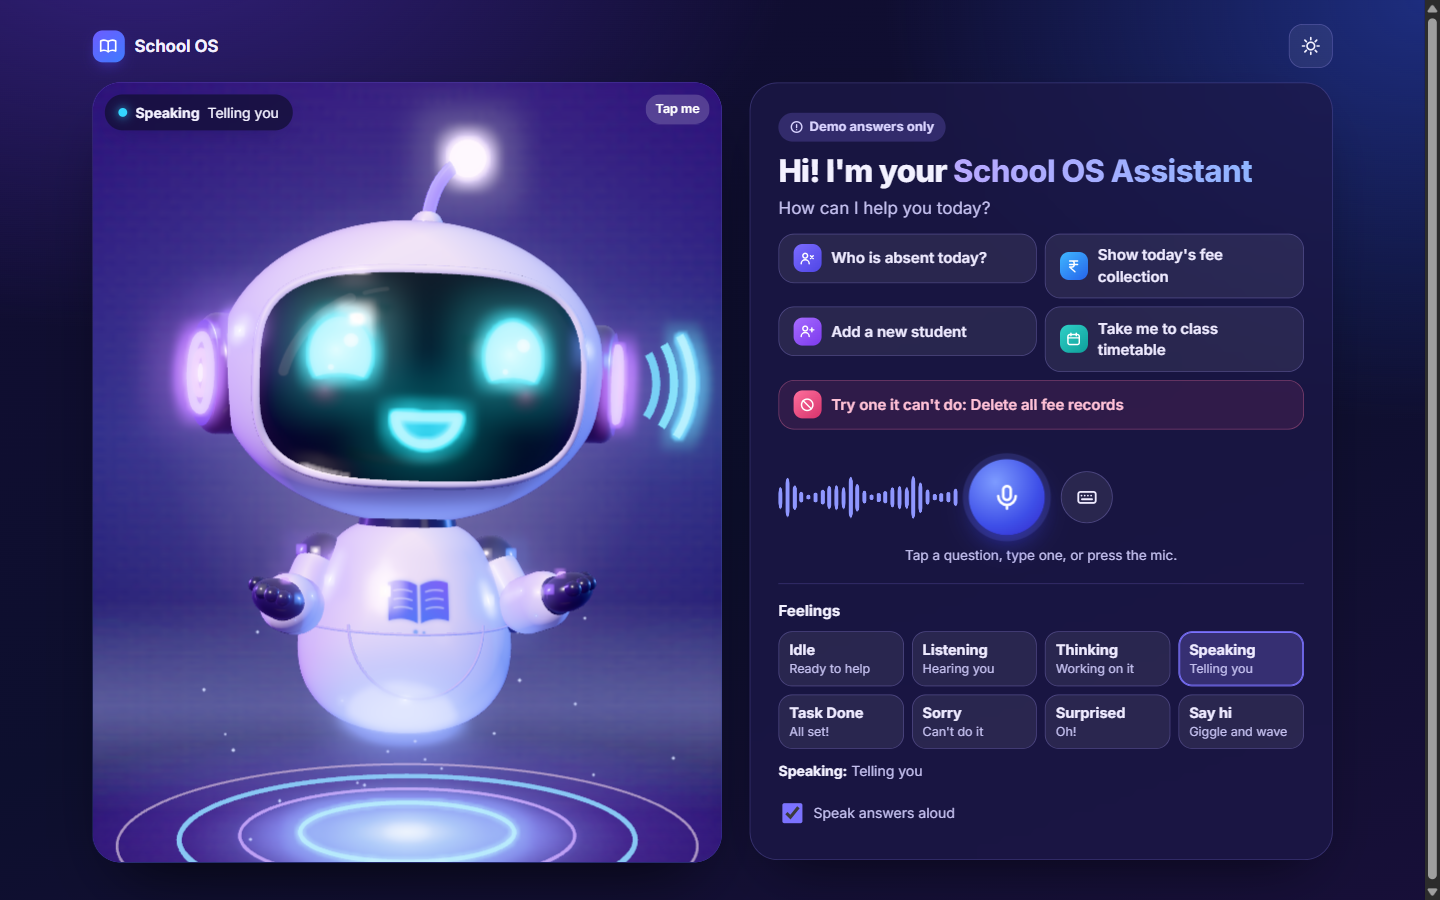 School OS
Speaking Telling you
Tap me
Demo answers only
Hi! I'm your School OS Assistant
How can I help you today?
Who is absent today?
Show today's fee
collection
Add a new student
Take me to class
timetable
Try one it can't do: Delete all fee records
Tap a question, type one, or press the mic.
Feelings
Idle
Ready to help
Listening
Hearing you
Thinking
Working on it
Speaking
Telling you
Task Done
All set!
Sorry
Can't do it
Surprised
Oh!
Say hi
Giggle and wave
Speaking: Telling you
Speak answers aloud